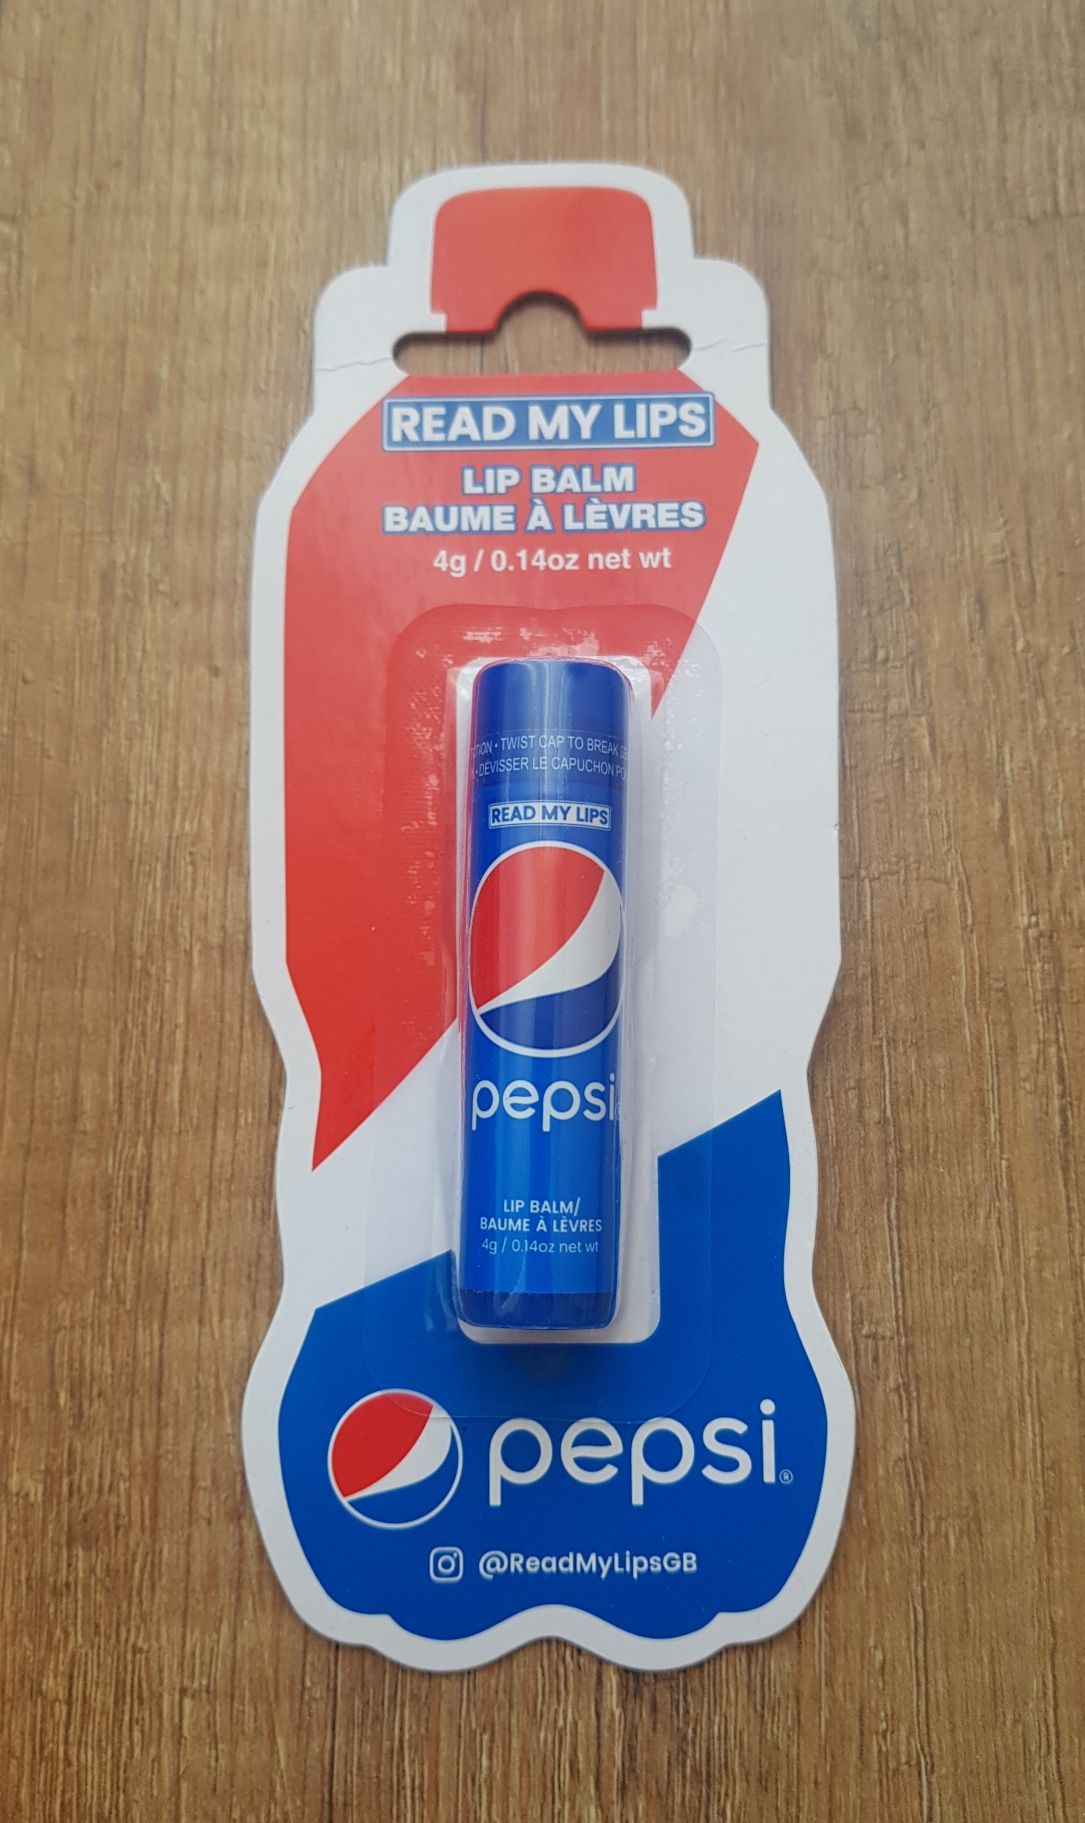 READ MY LIPS
LIP BALM
BAUME À LÈVRES
4g / 0.14oz net wt
• TWIST CAP TO BREAK
• DÉVISSER LE CAPUCHON
READ MY LIPS
pepsi
LIP BALM/
BAUME À LÈVRES
4g / 0.14oz net wt
pepsi®
@ReadMyLipsGB